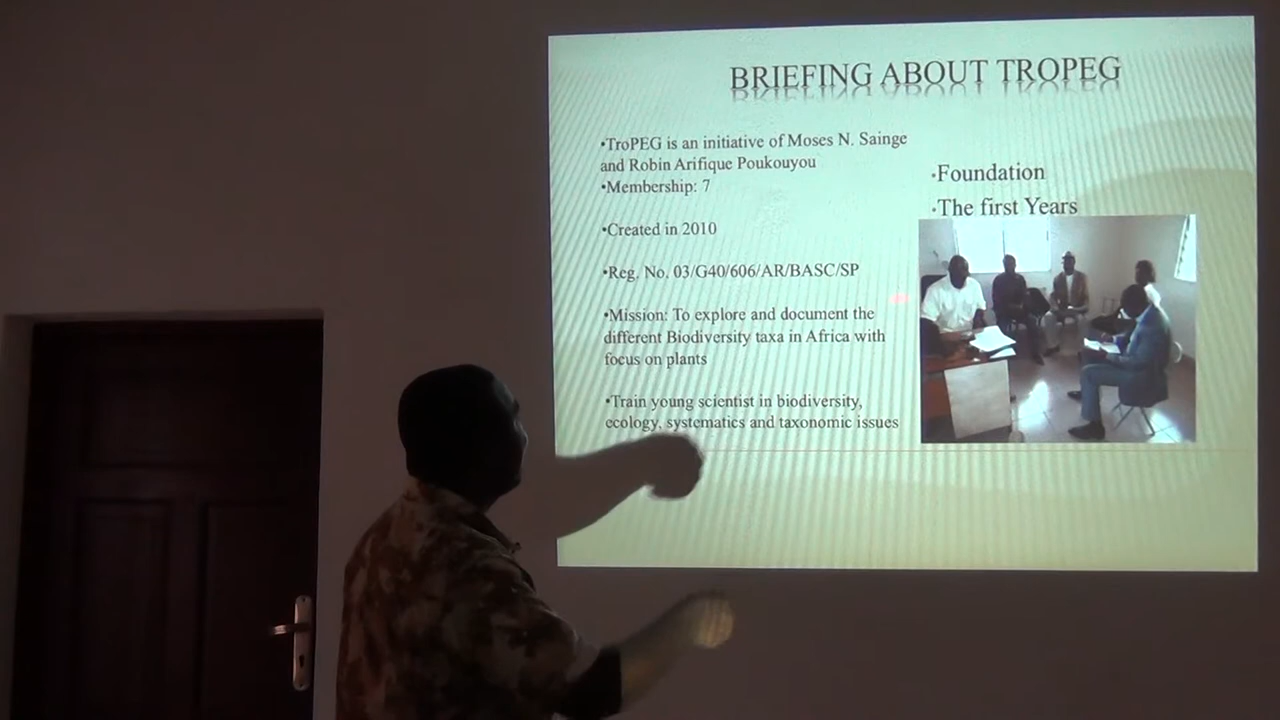 BRIEFING ABOUT TROPEG
•TroPEG is an initiative of Moses N. Sainge
and Robin Arifique Poukouyou
•Membership: 7
•Created in 2010
•Reg. No. 03/G40/606/AR/BASC/SP
•Mission: To explore and document the
different Biodiversity taxa in Africa with
focus on plants
•Train young scientist in biodiversity,
ecology, systematics and taxonomic issues
•Foundation
•The first Years